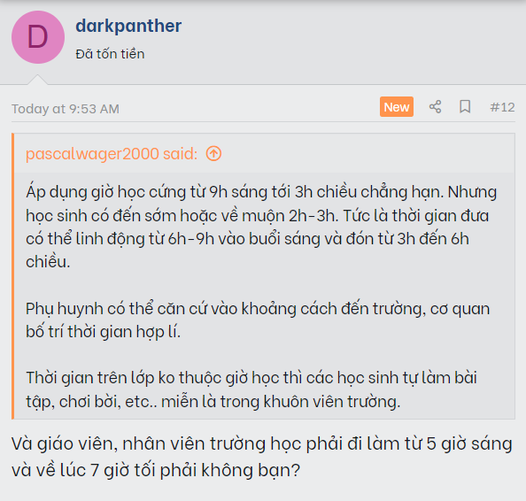 D
darkpanther
Đã tốn tiền
Today at 9:53 AM
New
#12
pascalwager2000 said:
Áp dụng giờ học cứng từ 9h sáng tới 3h chiều chẳng hạn. Nhưng
học sinh có đến sớm hoặc về muộn 2h-3h. Tức là thời gian đưa
có thể linh động từ 6h-9h vào buổi sáng và đón từ 3h đến 6h
chiều.
Phụ huynh có thể căn cứ vào khoảng cách đến trường, cơ quan
bố trí thời gian hợp lí.
Thời gian trên lớp ko thuộc giờ học thì các học sinh tự làm bài
tập, chơi bời, etc.. miễn là trong khuôn viên trường.
Và giáo viên, nhân viên trường học phải đi làm từ 5 giờ sáng
và về lúc 7 giờ tối phải không bạn?